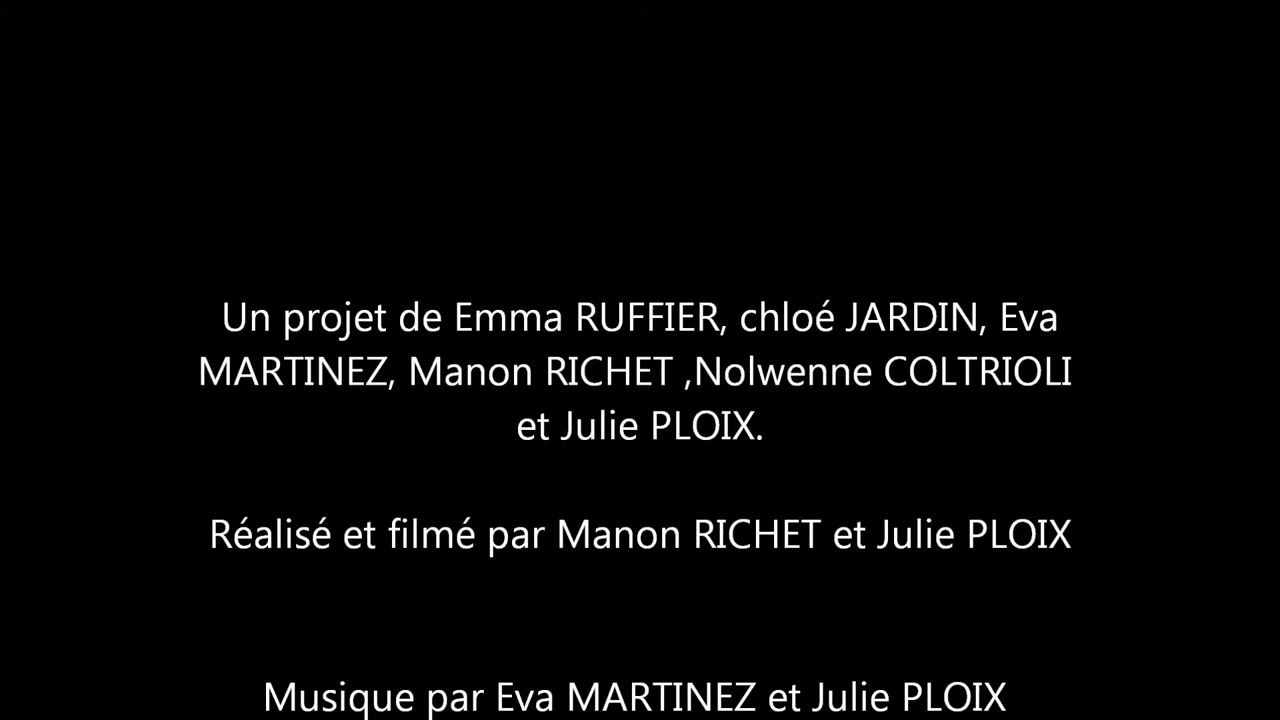 Un projet de Emma RUFFIER, chloé JARDIN, Eva
MARTINEZ, Manon RICHET ,Nolwenne COLTRIOLI
et Julie PLOIX.
Réalisé et filmé par Manon RICHET et Julie PLOIX
Musique par Eva MARTINEZ et Julie PLOIX